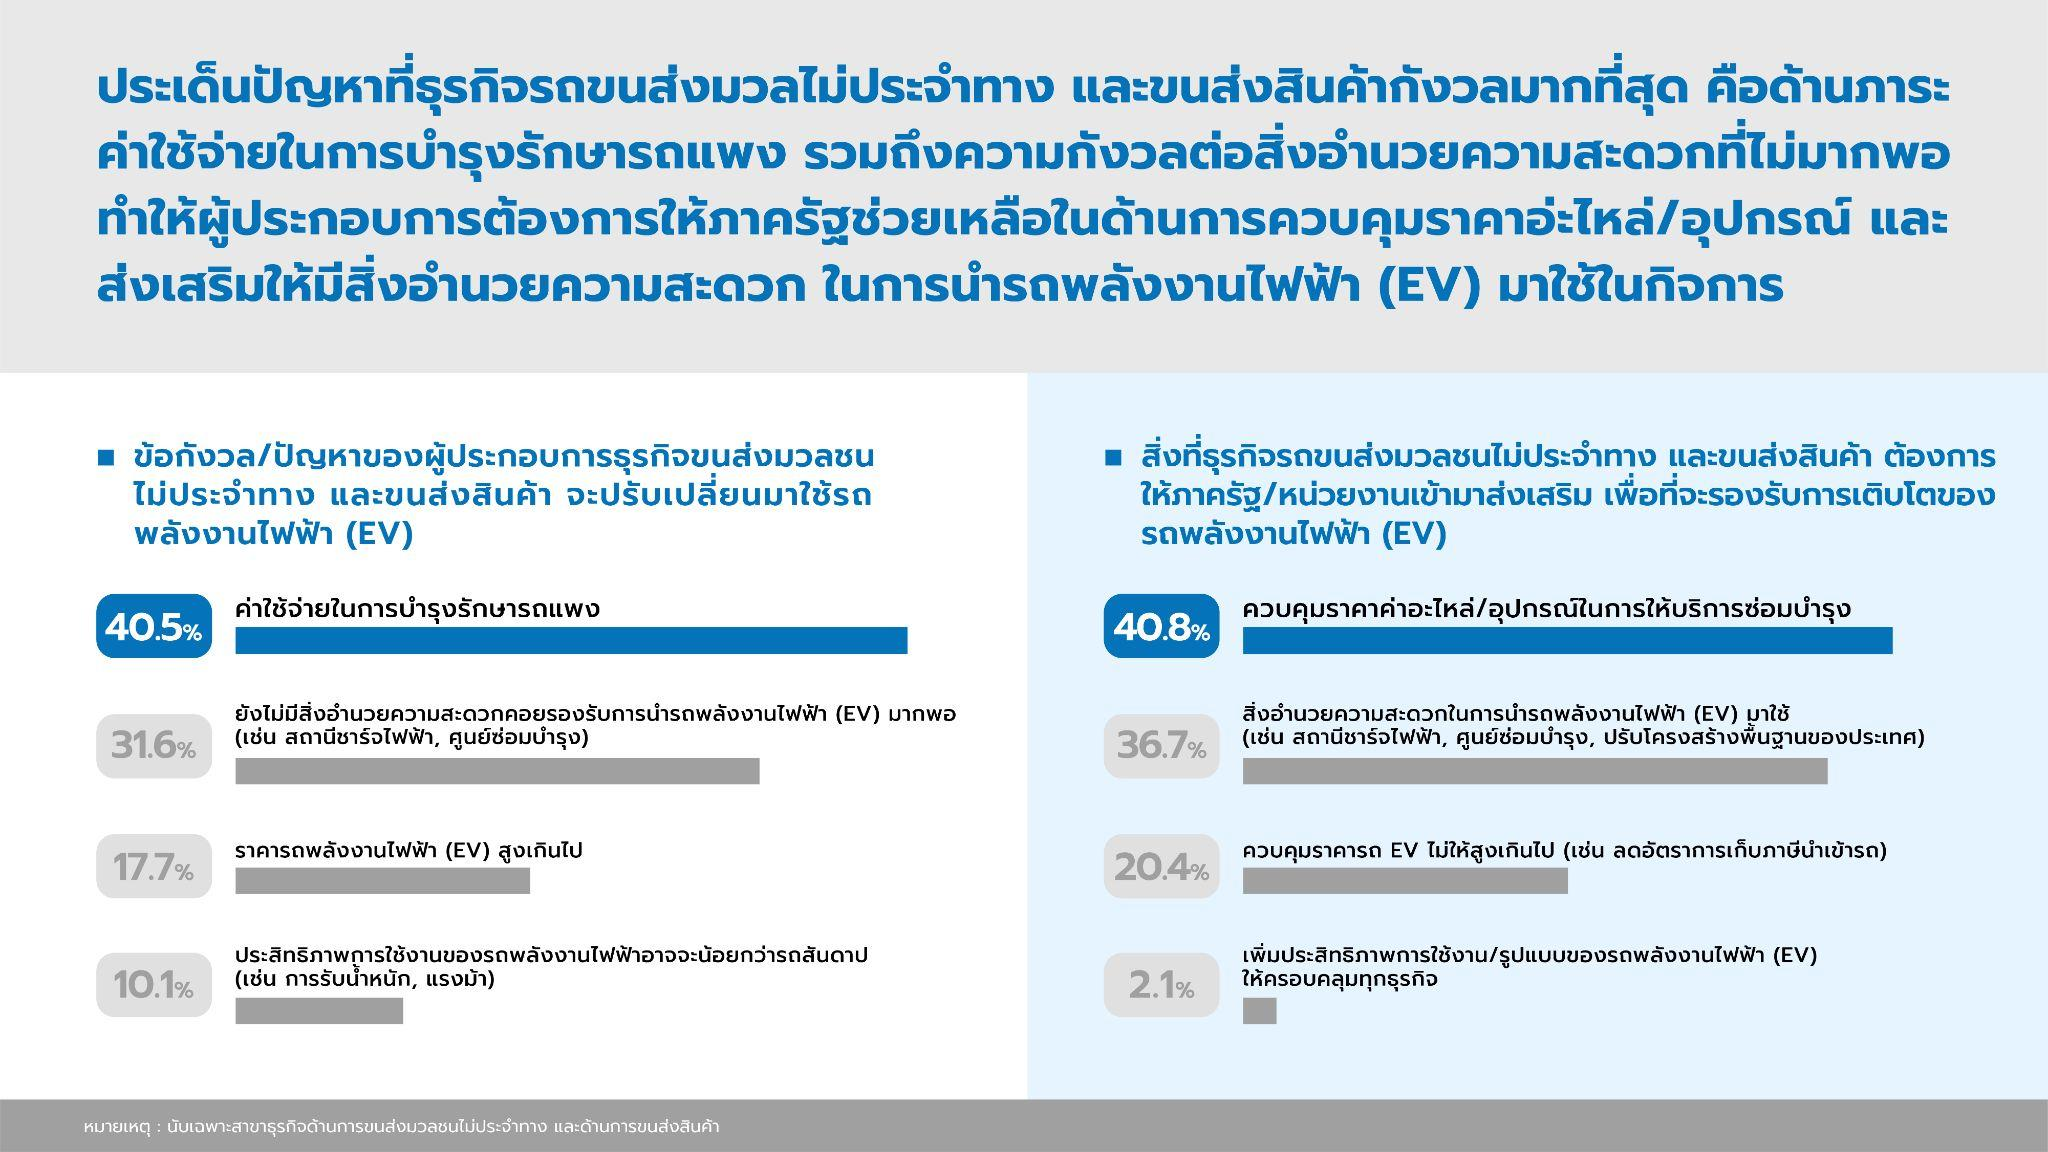 ประเด็นปัญหาที่ธุรกิจรถขนส่งมวลไม่ประจำทาง และขนส่งสินค้ากังวลมากที่สุด คือด้านภาระ
ค่าใช้จ่ายในการบำรุงรักษารถแพง รวมถึงความกังวลต่อสิ่งอำนวยความสะดวกที่ไม่มากพอ
ทำให้ผู้ประกอบการต้องการให้ภาครัฐช่วยเหลือในด้านการควบคุมราคาอ่ะไหล่/อุปกรณ์ และ
ส่งเสริมให้มีสิ่งอำนวยความสะดวก ในการนำรถพลังงานไฟฟ้า (EV) มาใช้ในกิจการ
■ ข้อกังวล/ปัญหาของผู้ประกอบการธุรกิจขนส่งมวลชน
ไม่ประจำทาง และขนส่งสินค้า จะปรับเปลี่ยนมาใช้รถ
พลังงานไฟฟ้า (EV)
40.5% ค่าใช้จ่ายในการบำรุงรักษารถแพง
31.6% ยังไม่มีสิ่งอำนวยความสะดวกคอยรองรับการนำรถพลังงานไฟฟ้า (EV) มากพอ
(เช่น สถานีชาร์จไฟฟ้า, ศูนย์ซ่อมบำรุง)
17.7% ราคารถพลังงานไฟฟ้า (EV) สูงเกินไป
10.1% ประสิทธิภาพการใช้งานของรถพลังงานไฟฟ้าอาจจะน้อยกว่ารถสันดาป
(เช่น การรับน้ำหนัก, แรงม้า)
■ สิ่งที่ธุรกิจรถขนส่งมวลชนไม่ประจำทาง และขนส่งสินค้า ต้องการ
ให้ภาครัฐ/หน่วยงานเข้ามาส่งเสริม เพื่อที่จะรองรับการเติบโตของ
รถพลังงานไฟฟ้า (EV)
40.8% ควบคุมราคาค่าอะไหล่/อุปกรณ์ในการให้บริการซ่อมบำรุง
36.7% สิ่งอำนวยความสะดวกในการนำรถพลังงานไฟฟ้า (EV) มาใช้
(เช่น สถานีชาร์จไฟฟ้า, ศูนย์ซ่อมบำรุง, ปรับโครงสร้างพื้นฐานของประเทศ)
20.4% ควบคุมราคารถ EV ไม่ให้สูงเกินไป (เช่น ลดอัตราการเก็บภาษีนำเข้ารถ)
2.1% เพิ่มประสิทธิภาพการใช้งาน/รูปแบบของรถพลังงานไฟฟ้า (EV)
ให้ครอบคลุมทุกธุรกิจ
หมายเหตุ : นับเฉพาะสาขาธุรกิจด้านการขนส่งมวลชนไม่ประจำทาง และด้านการขนส่งสินค้า